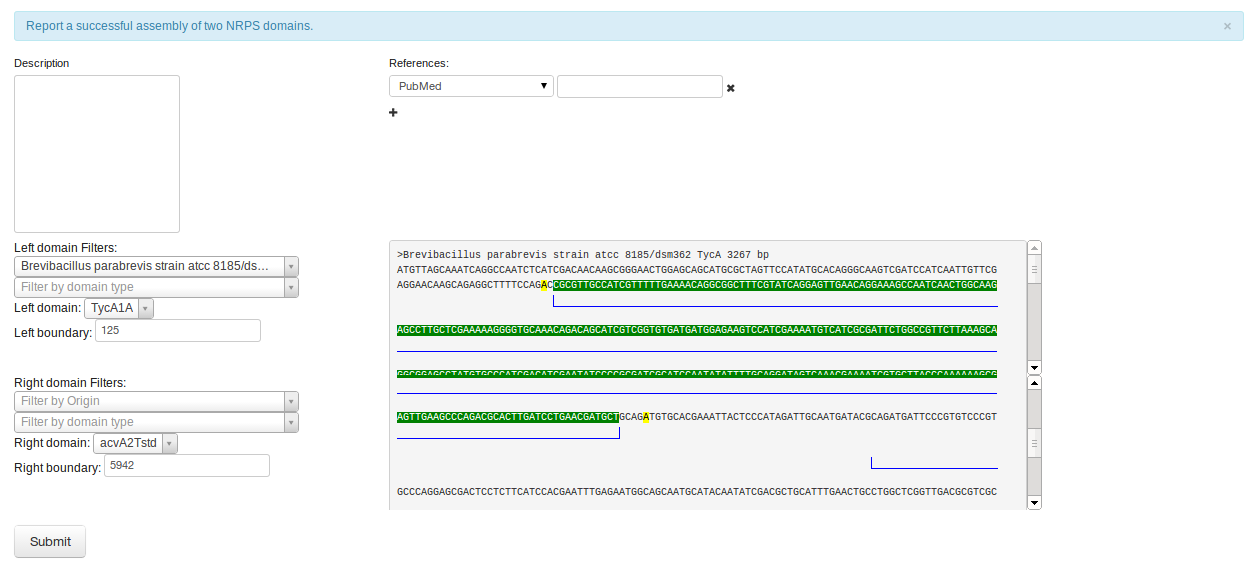 Report a successful assembly of two NRPS domains.
×
Description
References:
PubMed
Left domain Filters:
Brevibacillus parabrevis strain atcc 8185/ds…
Filter by domain type
Left domain: TycA1A
Left boundary: 125
Right domain Filters:
Filter by Origin
Filter by domain type
Right domain: acvA2Tstd
Right boundary: 5942
>Brevibacillus parabrevis strain atcc 8185/dsm362 TycA 3267 bp
ATGTTAGCAAATCAGGCCAATCTCATCGACAACAAGCGGGAACTGGAGCAGCATGCGCTAGTTCCATATGCACAGGGCAAGTCGATCCATCAATTGTTCG
AGGAACAAGCAGAGGCTTTTCCAGACCGCGTTGCCATCGTTTTTGAAAACAGGCGGCTTTCGTATCAGGAGTTGAACAGGAAAGCCAATCAACTGGCAAG
AGCCTTGCTCGAAAAAGGGGTGCAAACAGACAGCATCGTCGGTGTGATGATGGAGAAGTCCATCGAAAATGTCATCGCGATTCTGGCCGTTCTTAAAGCA
AGTTGAAGCCCAGACGCACTTGATCCTGAACGATGCTGCAGATGTGCACGAAATTACTCCCATAGATTGCAATGATACGCAGATGATTCCCGTGTCCCGT
GCCCAGGAGCGACTCCTCTTCATCCACGAATTTGAGAATGGCAGCAATGCATACAATATCGACGCTGCATTTGAACTGCCTGGCTCGGTTGACGCGTCGC
Submit